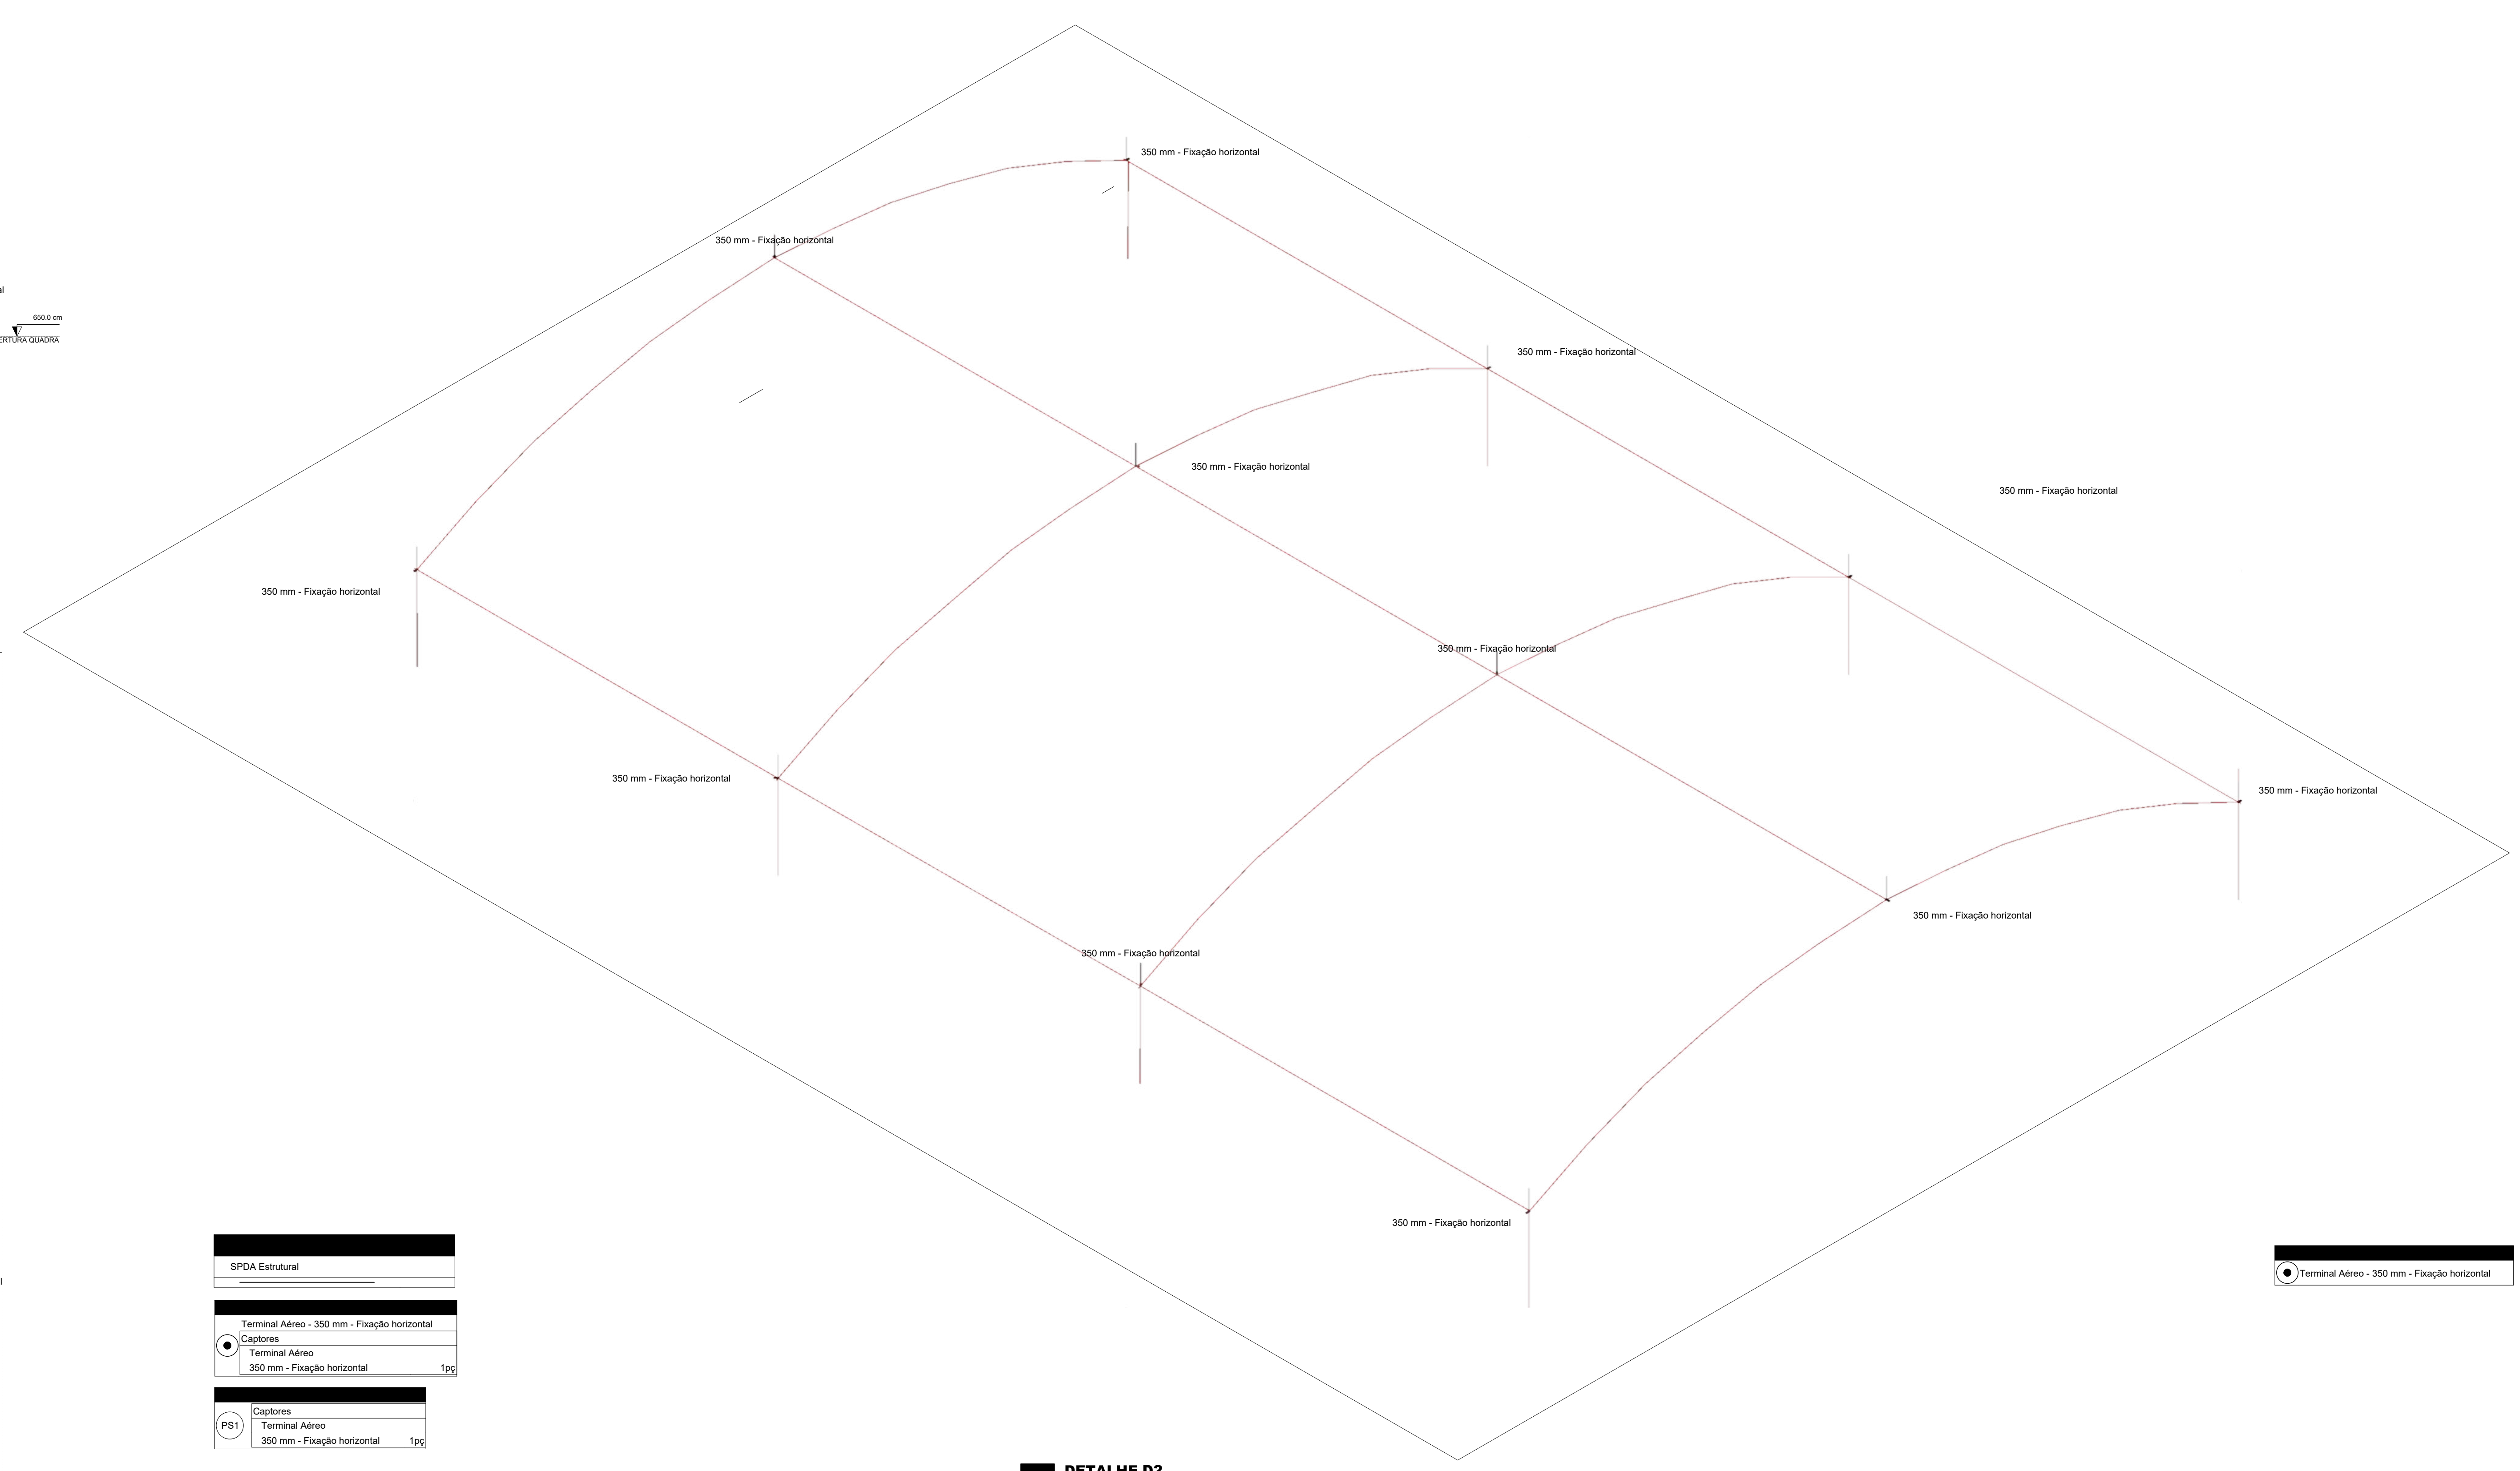 350 mm - Fixação horizontal
350 mm - Fixação horizontal
650.0 cm
ERTURA QUADRA
350 mm - Fixação horizontal
350 mm - Fixação horizontal
350 mm - Fixação horizontal
350 mm - Fixação horizontal
350 mm - Fixação horizontal
350 mm - Fixação horizontal
350 mm - Fixação horizontal
350 mm - Fixação horizontal
350 mm - Fixação horizontal
350 mm - Fixação horizontal
SPDA Estrutural
Terminal Aéreo - 350 mm - Fixação horizontal
Captores
Terminal Aéreo
350 mm - Fixação horizontal 1pç
PS1
Captores
Terminal Aéreo
350 mm - Fixação horizontal 1pç
Terminal Aéreo - 350 mm - Fixação horizontal
DETALHE D2